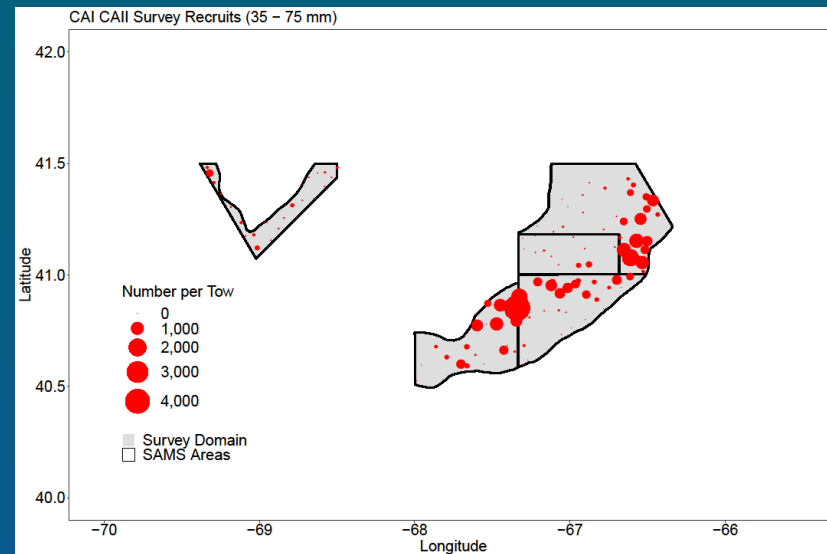 CAI CAII Survey Recruits (35 − 75 mm)
42.0
41.5
41.0
40.5
40.0
Latitude
Number per Tow
0
1,000
2,000
3,000
4,000
Survey Domain
SAMS Areas
−70 −69 −68 −67 −66
Longitude